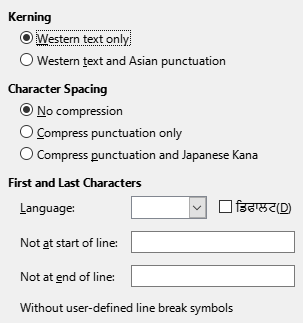 Kerning
Western text only
Western text and Asian punctuation
Character Spacing
No compression
Compress punctuation only
Compress punctuation and Japanese Kana
First and Last Characters
Language:
ਡਿਫਾਲਟ(D)
Not at start of line:
Not at end of line:
Without user-defined line break symbols